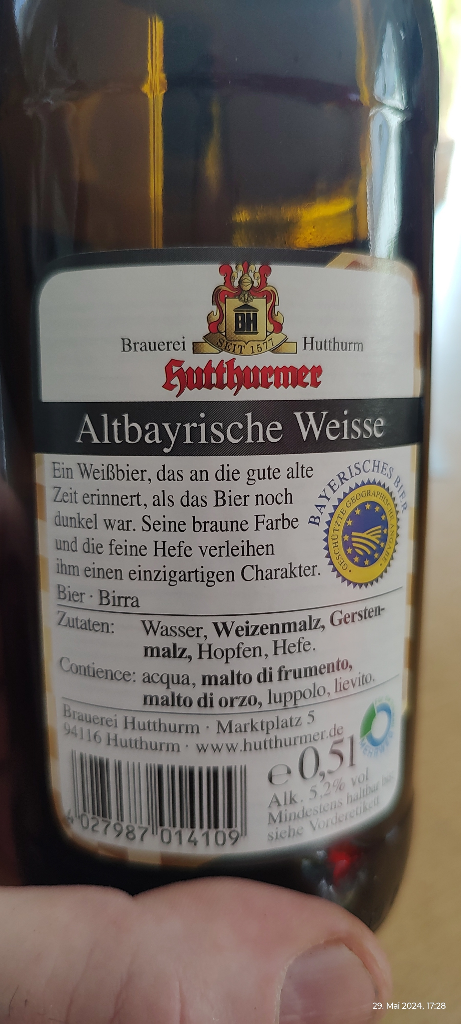 BH
SEIT 1577
Brauerei Hutthurm
Hutthurmer
Altbayrische Weisse
Ein Weißbier, das an die gute alte
Zeit erinnert, als das Bier noch
dunkel war. Seine braune Farbe
und die feine Hefe verleihen
ihm einen einzigartigen Charakter.
BAYERISCHES BIER
Bier · Birra
Zutaten: Wasser, Weizenmalz, Gersten-
malz, Hopfen, Hefe.
Contience: acqua, malto di frumento,
malto di orzo, luppolo, lievito.
Brauerei Hutthurm · Marktplatz 5
94116 Hutthurm · www.hutthurmer.de
e 0,5l
Alk. 5,2% vol
Mindestens haltbar
siehe Vorderetikett
4 027987 014109
29. Mai 2024, 17:28